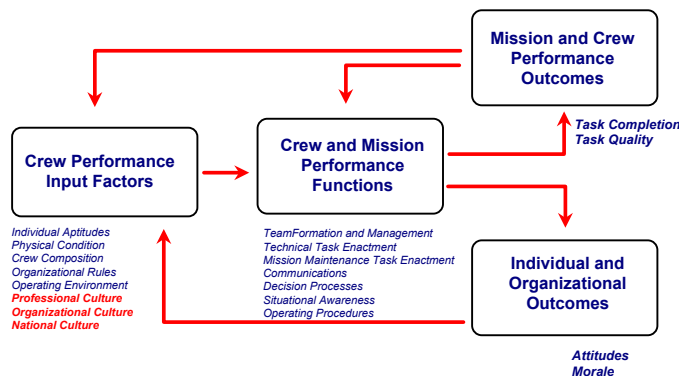 Mission and Crew
Performance
Outcomes
Task Completion
Task Quality
Crew Performance
Input Factors
Crew and Mission
Performance
Functions
Individual Aptitudes
Physical Condition
Crew Composition
Organizational Rules
Operating Environment
Professional Culture
Organizational Culture
National Culture
TeamFormation and Management
Technical Task Enactment
Mission Maintenance Task Enactment
Communications
Decision Processes
Situational Awareness
Operating Procedures
Individual and
Organizational
Outcomes
Attitudes
Morale